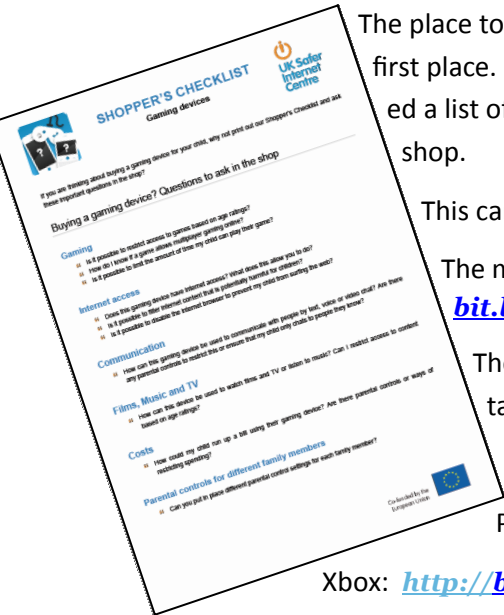 The place to
first place.
ed a list of
shop.
This ca
The m
bit.l
The
ta
P
Xbox: http://b
SHOPPER'S CHECKLIST
Gaming devices
UK Safer
Internet
Centre
If you are thinking about buying a gaming device for your child, why not print out our Shopper's Checklist and ask
these important questions in the shop?
Buying a gaming device? Questions to ask in the shop
Gaming
Is it possible to restrict access to games based on age ratings?
How do I know if a game allows multiplayer gaming online?
Is it possible to limit the amount of time my child can play their game?
Internet access
Does this gaming device have internet access? What does this allow you to do?
Is it possible to filter internet content that is potentially harmful for children?
Is it possible to disable the internet browser to prevent my child from surfing the web?
Communication
How can this gaming device be used to communicate with people by text, voice or video chat? Are there
any parental controls to restrict this or ensure that my child only chats to people they know?
Films, Music and TV
How can this device be used to watch films and TV or listen to music? Can I restrict access to content
based on age ratings?
Costs
How could my child run up a bill using their gaming device? Are there parental controls or ways of
restricting spending?
Parental controls for different family members
Can you put in place different parental control settings for each family member?
Co-funded by the
European Union